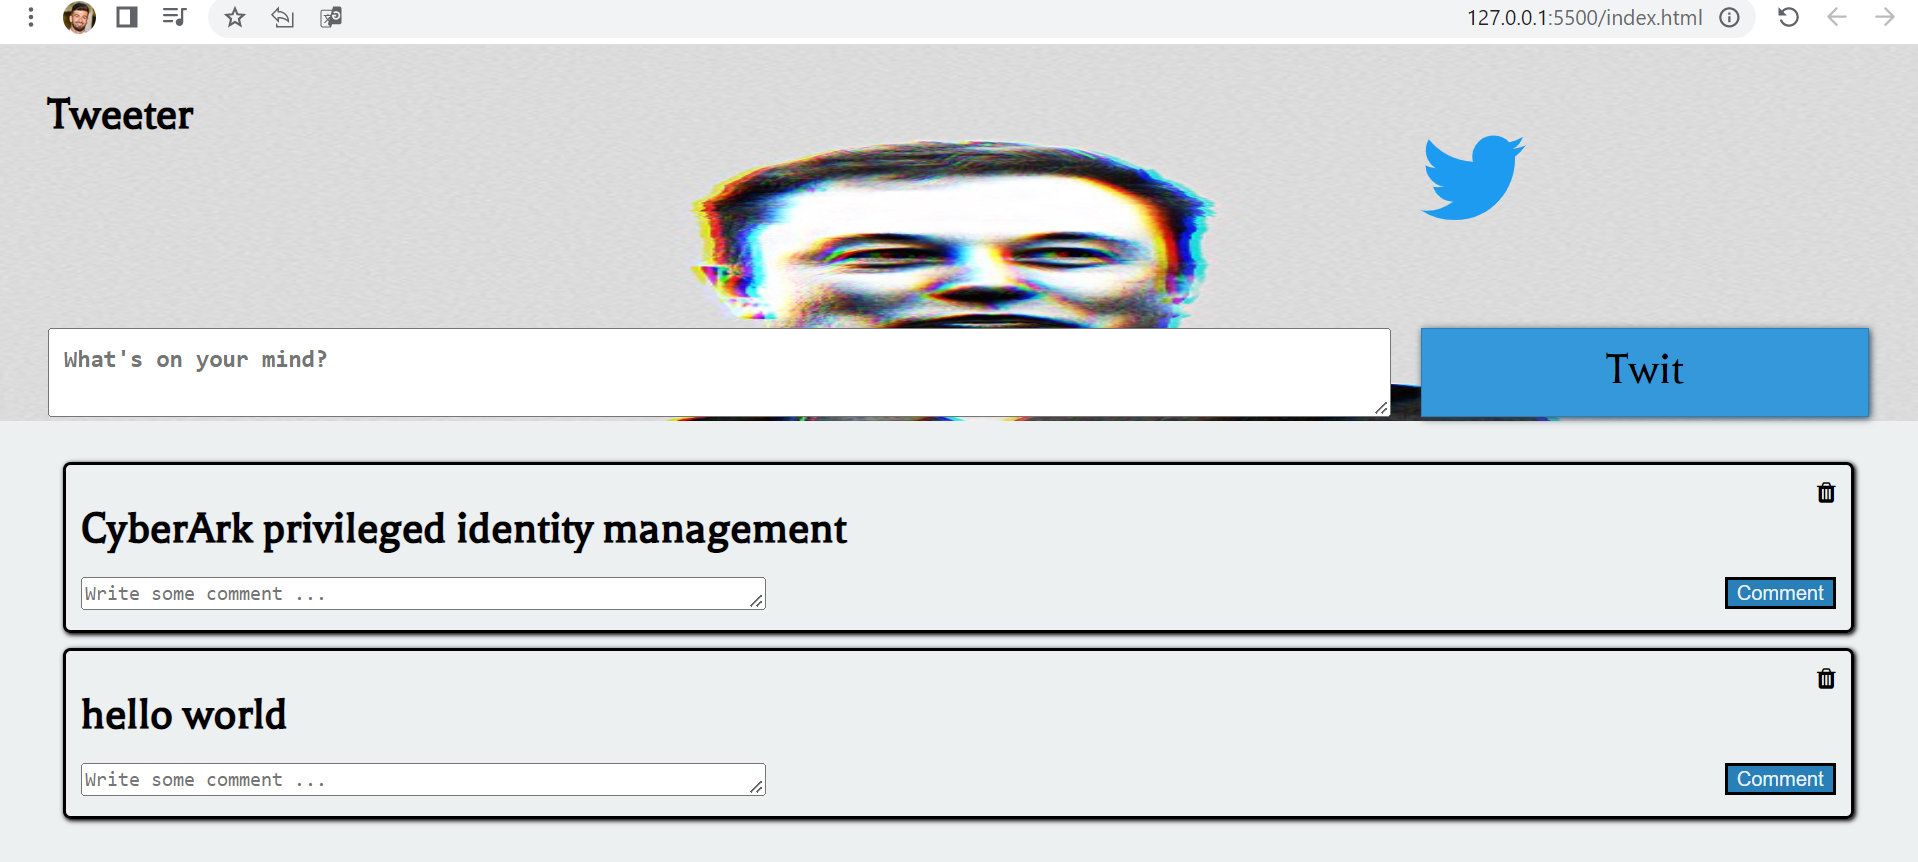 127.0.0.1:5500/index.html
Tweeter
What's on your mind?
Twit
CyberArk privileged identity management
Write some comment ...
Comment
hello world
Write some comment ...
Comment